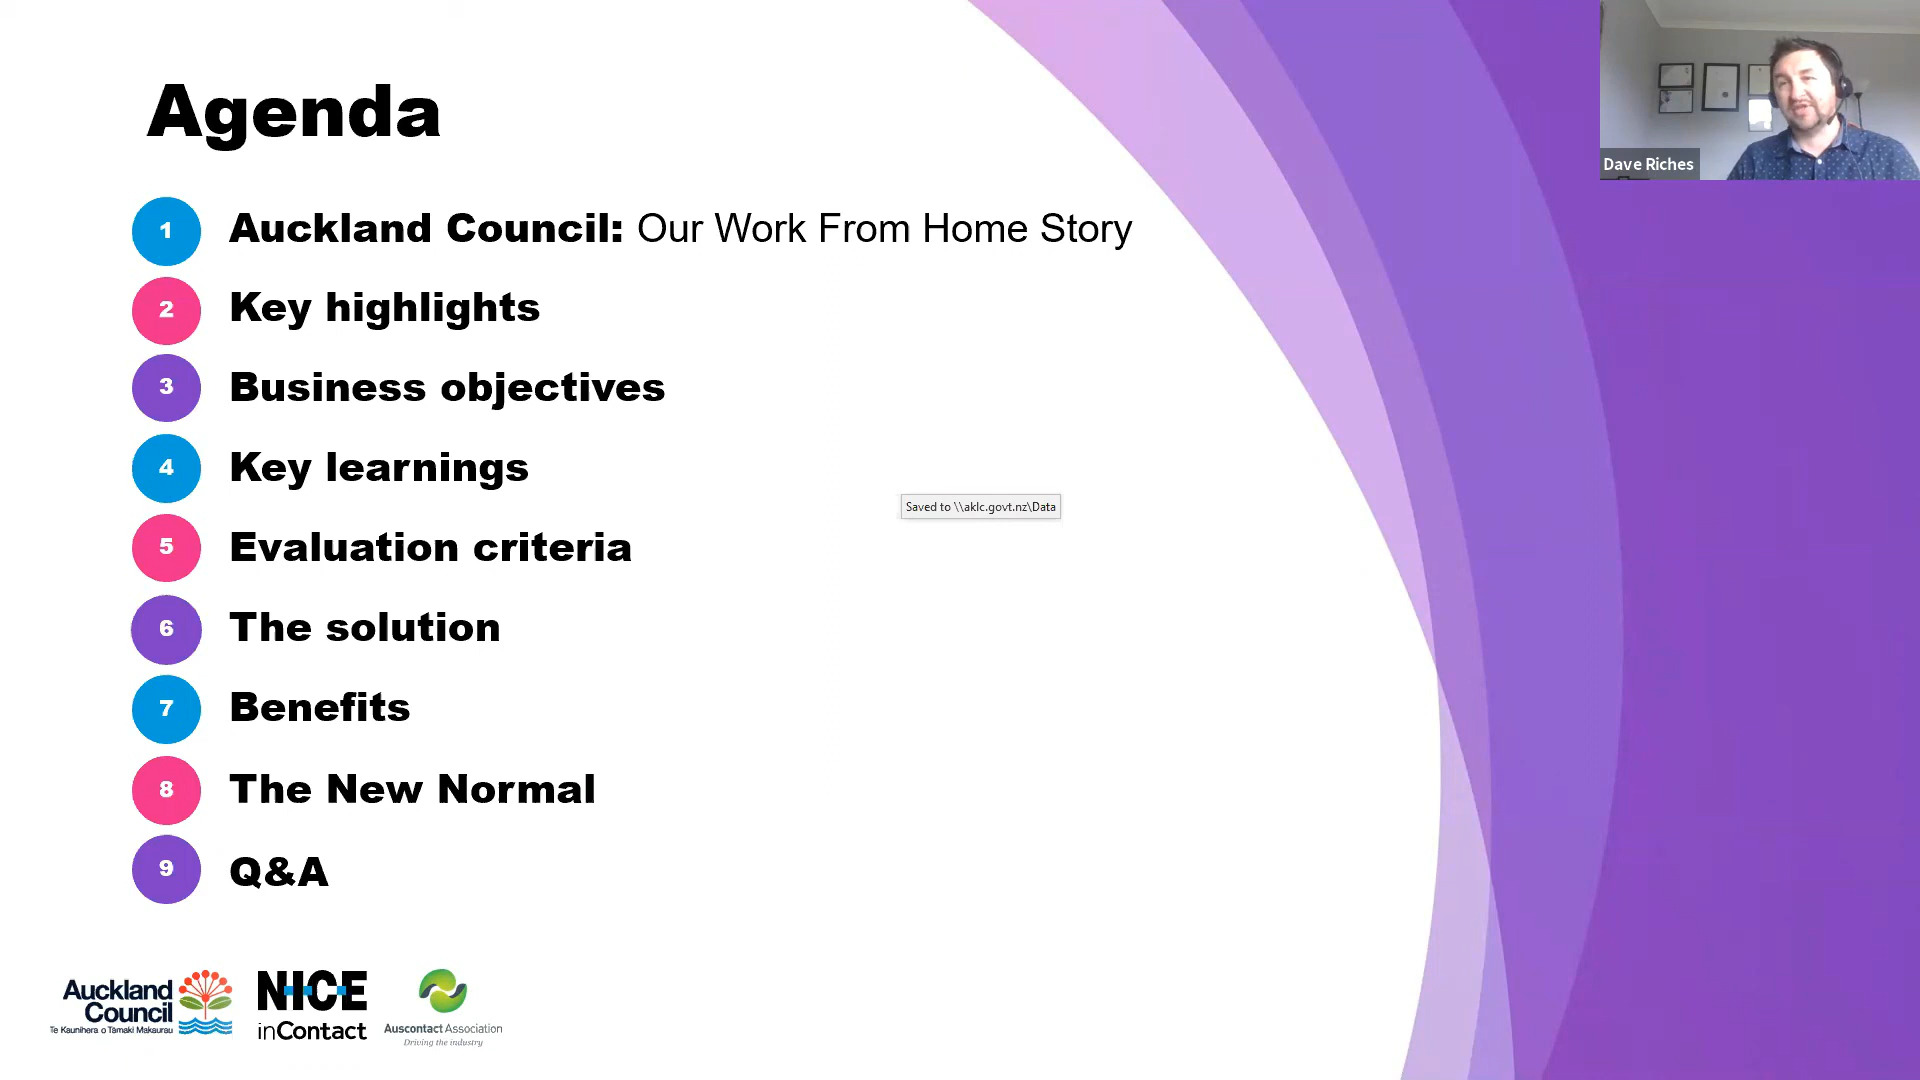 Agenda
Dave Riches
1 Auckland Council: Our Work From Home Story
2 Key highlights
3 Business objectives
4 Key learnings
Saved to \\aklc.govt.nz\Data
5 Evaluation criteria
6 The solution
7 Benefits
8 The New Normal
9 Q&A
Auckland
Council
Te Kaunihera o Tāmaki Makaurau
NICE
inContact
Auscontact Association
Driving the industry